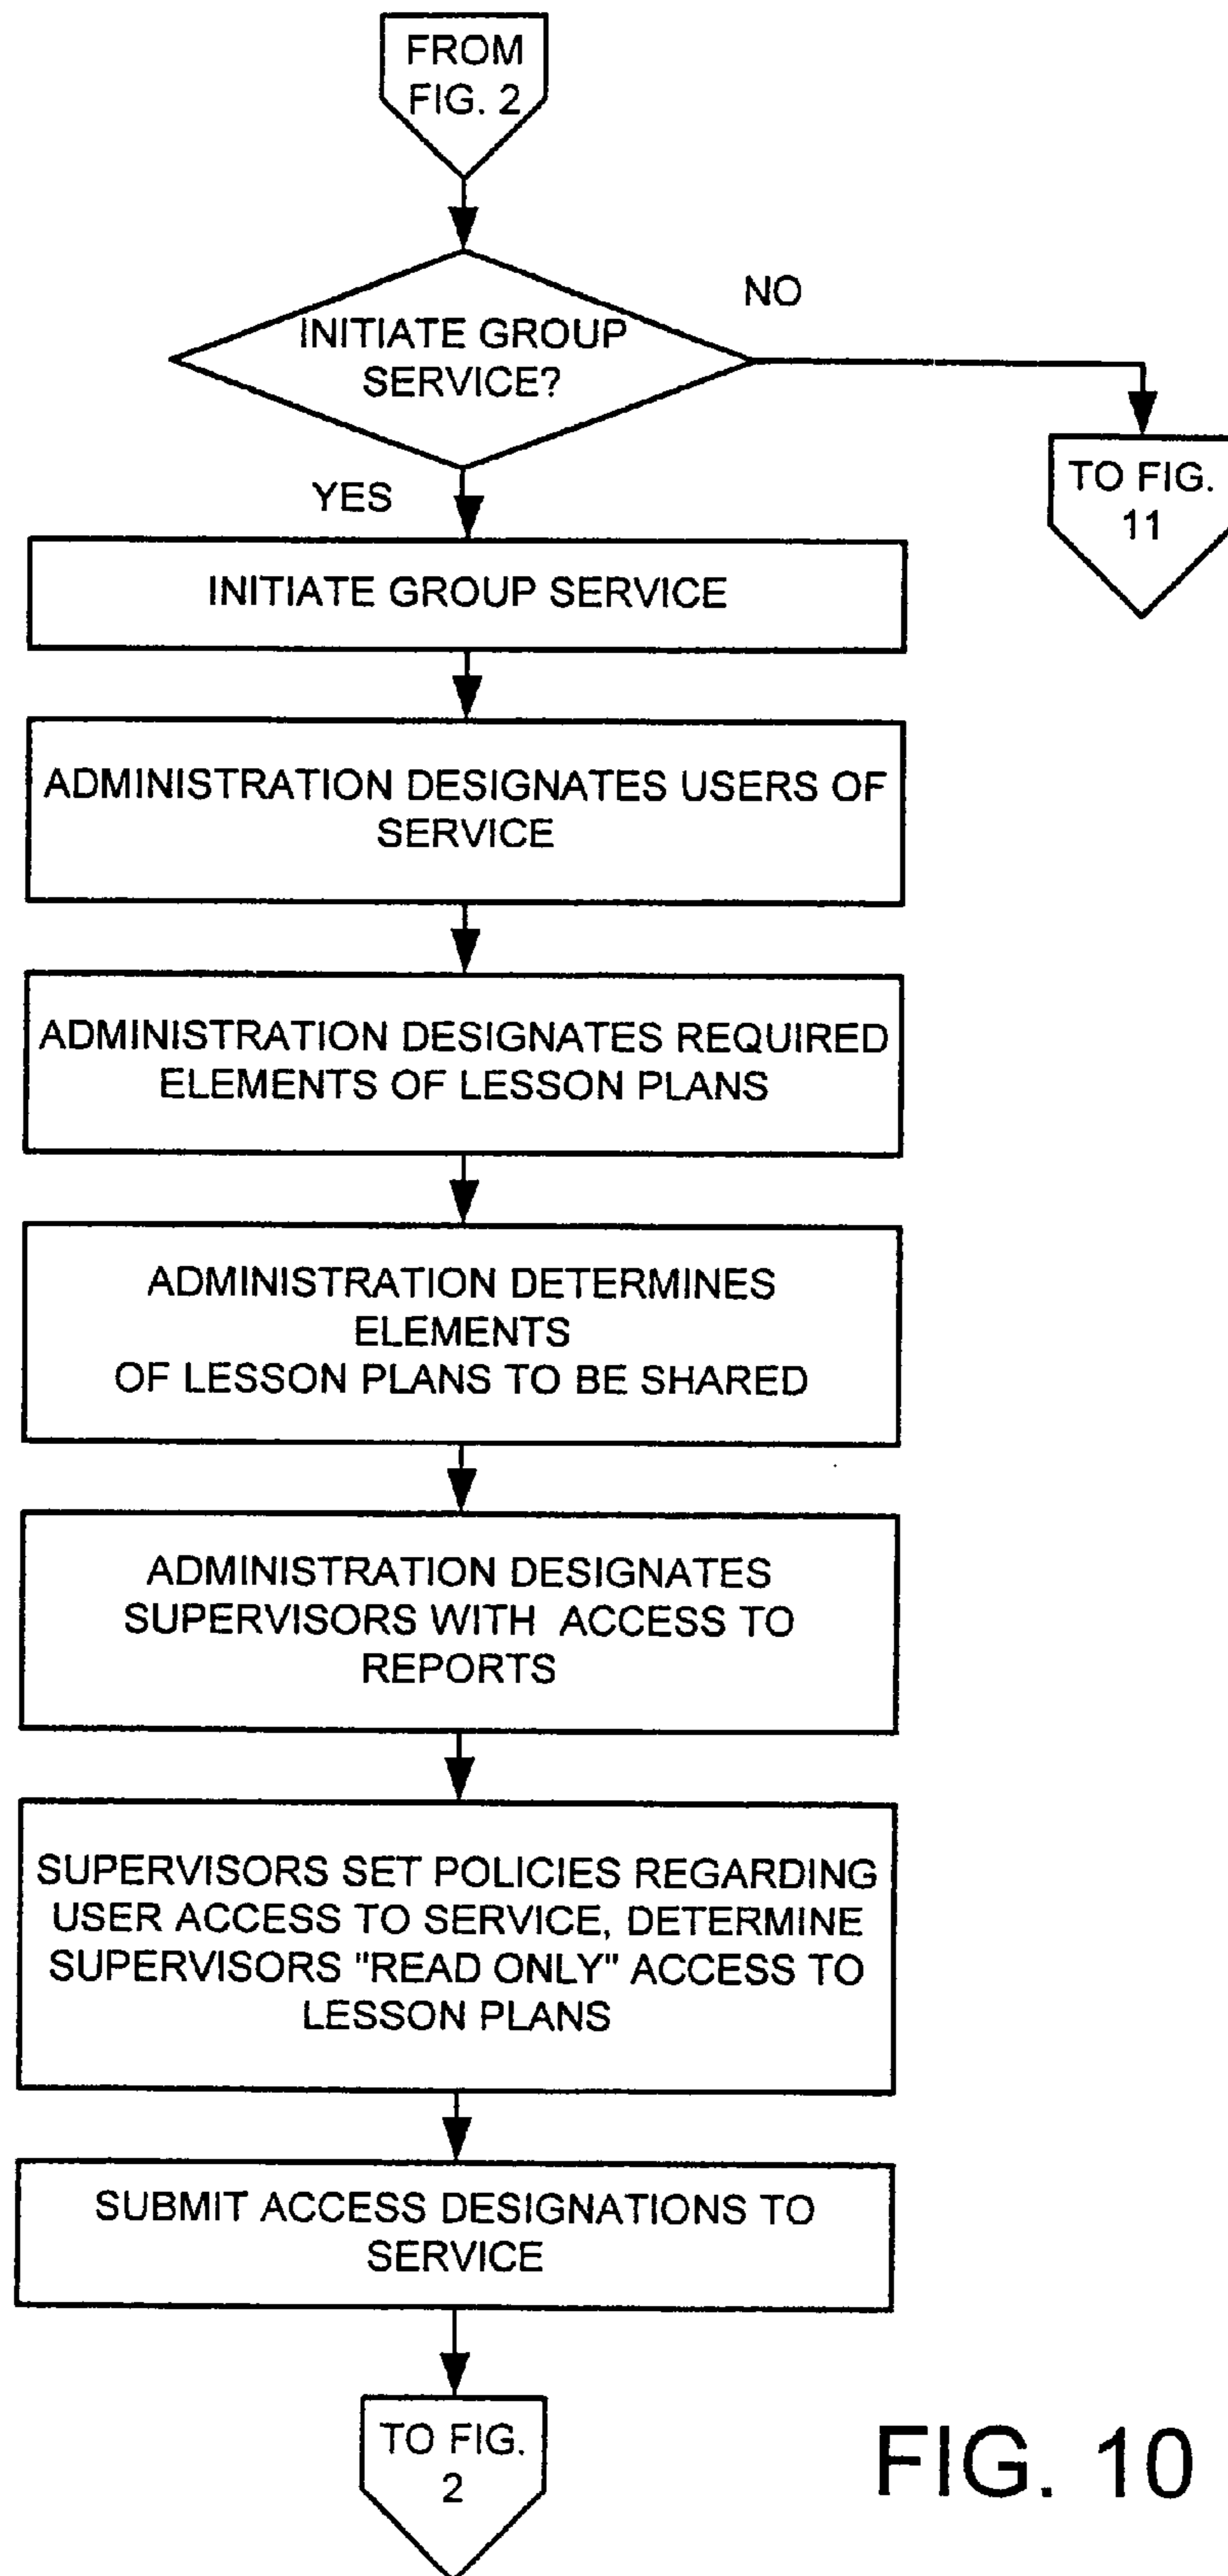 FROM
FIG. 2
INITIATE GROUP
SERVICE?
NO
TO FIG.
11
YES
INITIATE GROUP SERVICE
ADMINISTRATION DESIGNATES USERS OF
SERVICE
ADMINISTRATION DESIGNATES REQUIRED
ELEMENTS OF LESSON PLANS
ADMINISTRATION DETERMINES
ELEMENTS
OF LESSON PLANS TO BE SHARED
ADMINISTRATION DESIGNATES
SUPERVISORS WITH ACCESS TO
REPORTS
SUPERVISORS SET POLICIES REGARDING
USER ACCESS TO SERVICE, DETERMINE
SUPERVISORS "READ ONLY" ACCESS TO
LESSON PLANS
SUBMIT ACCESS DESIGNATIONS TO
SERVICE
TO FIG.
2
FIG. 10